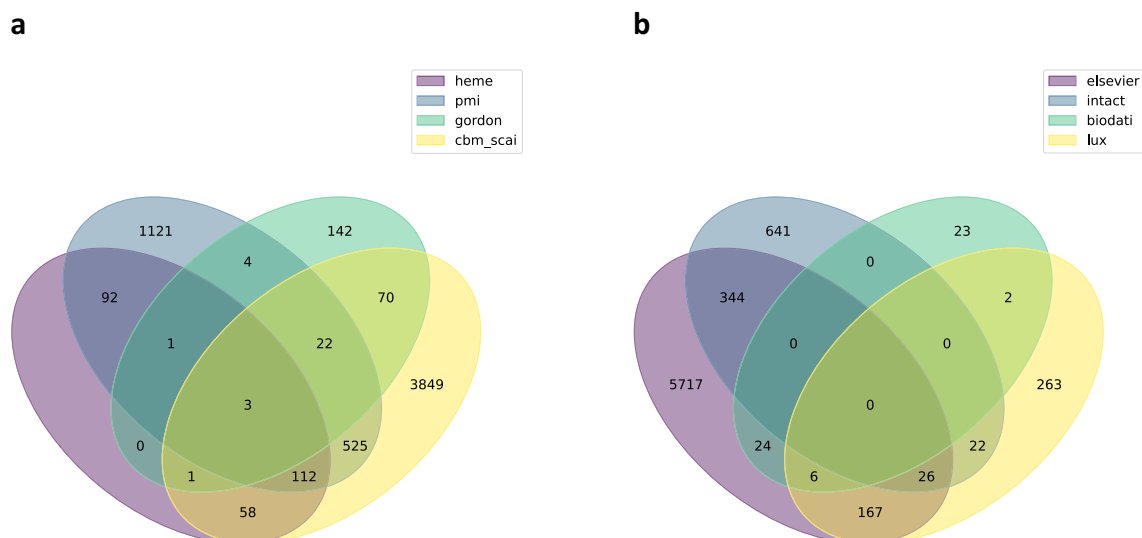 a
heme
pmi
gordon
cbm_scai
1121
142
4
92
70
1
22
3849
3
0
525
1
112
58
b
elsevier
intact
biodati
lux
641
23
0
344
2
0
0
5717
263
0
24
22
6
26
167